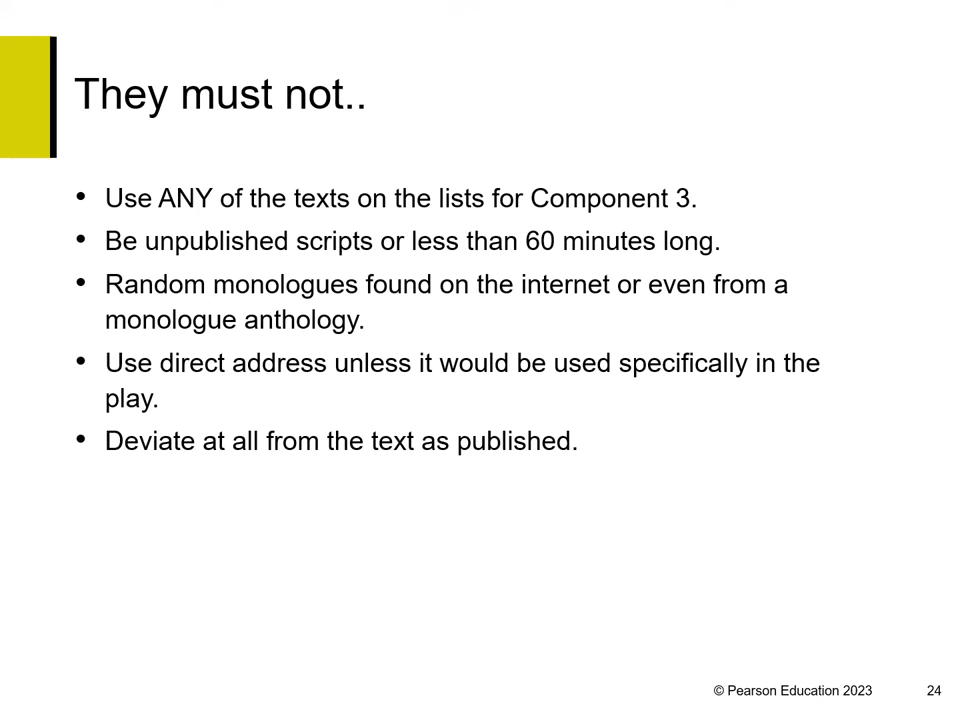 They must not..
• Use ANY of the texts on the lists for Component 3.
• Be unpublished scripts or less than 60 minutes long.
• Random monologues found on the internet or even from a
monologue anthology.
• Use direct address unless it would be used specifically in the
play.
• Deviate at all from the text as published.
© Pearson Education 2023 24